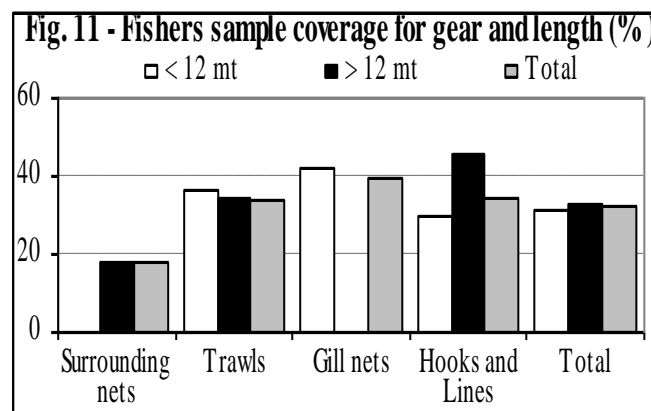 Fig. 11 - Fishers sample coverage for gear and length (%)
< 12 mt > 12 mt Total
60
40
20
0
Surrounding nets Trawls Gill nets Hooks and Lines Total